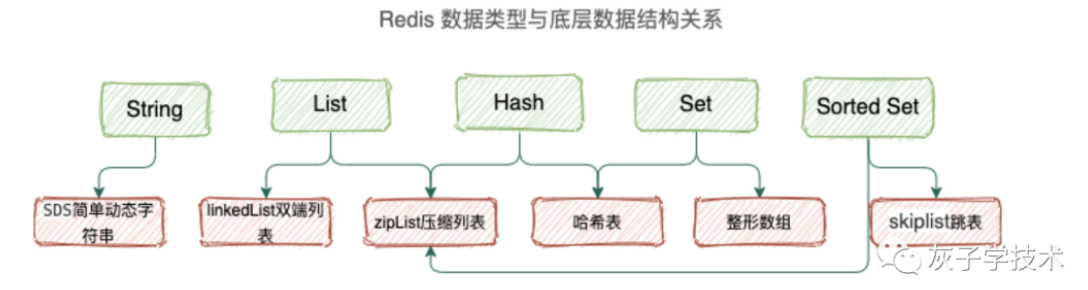 Redis 数据类型与底层数据结构关系
String
List
Hash
Set
Sorted Set
SDS简单动态字
符串
linkedList双端列
表
zipList压缩列表
哈希表
整形数组
skiplist跳表
灰子学技术